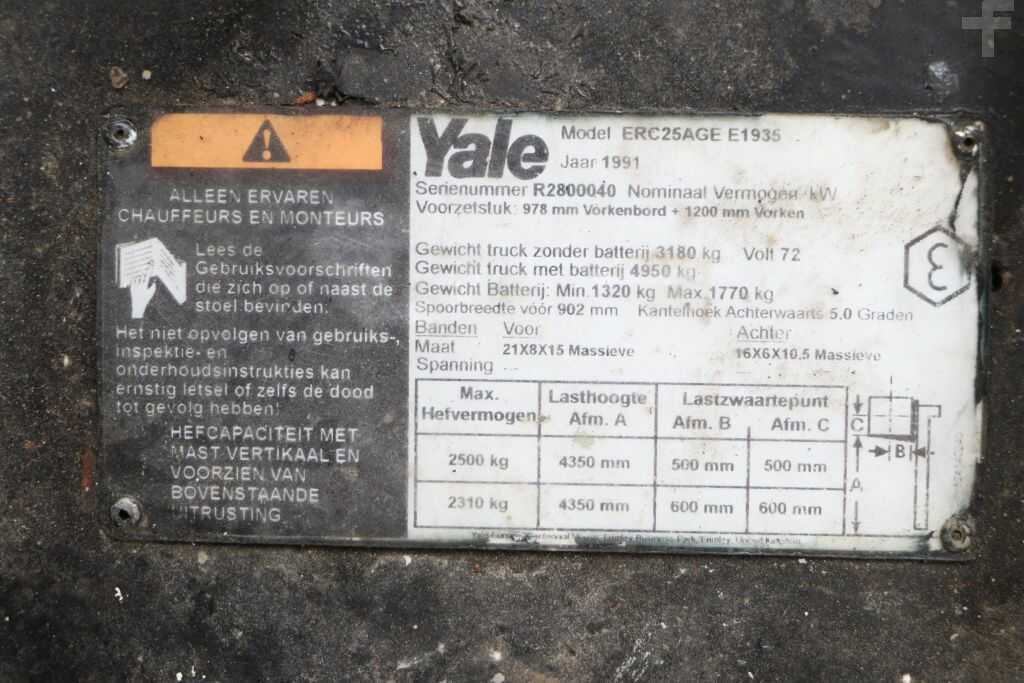 ALLEEN ERVAREN
CHAUFFEURS EN MONTEURS
Lees de
Gebruiksvoorschriften
die zich op of naast de
stoel bevinden.
Het niet opvolgen van gebruiks-,
inspektie- en
onderhoudsinstrukties kan
ernstig letsel of zelfs de dood
tot gevolg hebben!
HEFCAPACITEIT MET
MAST VERTIKAAL EN
VOORZIEN VAN
BOVENSTAANDE
UITRUSTING
Yale Model ERC25AGE E1935
Jaar 1991
Serienummer R2800040 Nominaal Vermogen kW
Voorzetstuk: 978 mm Vorkenbord + 1200 mm Vorken
Gewicht truck zonder batterij 3180 kg Volt 72
Gewicht truck met batterij 4950 kg
Gewicht Batterij: Min.1320 kg Max.1770 kg
Spoorbreedte vóór 902 mm Kantelhoek Achterwaarts 5.0 Graden
Banden Voor Achter
Maat 21X8X15 Massieve 16X6X10.5 Massieve
Spanning
Max. Hefvermogen Lasthoogte Afm. A Lastzwaartepunt Afm. B Afm. C
2500 kg 4350 mm 500 mm 500 mm
2310 kg 4350 mm 600 mm 600 mm
C
B
A
Ɛ
f